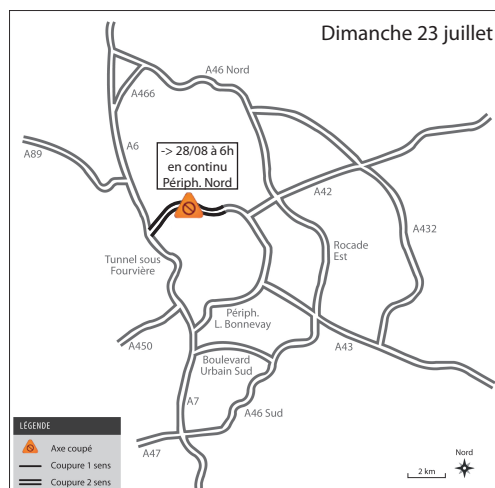 Dimanche 23 juillet
A46 Nord
A466
A6
A89
-> 28/08 à 6h
en continu
Périph. Nord
A42
A432
Tunnel sous
Fourvière
Rocade
Est
Périph.
L. Bonnevay
A450
A43
Boulevard
Urbain Sud
A7
A46 Sud
A47
LÉGENDE
Axe coupé
Coupure 1 sens
Coupure 2 sens
Nord
2 km